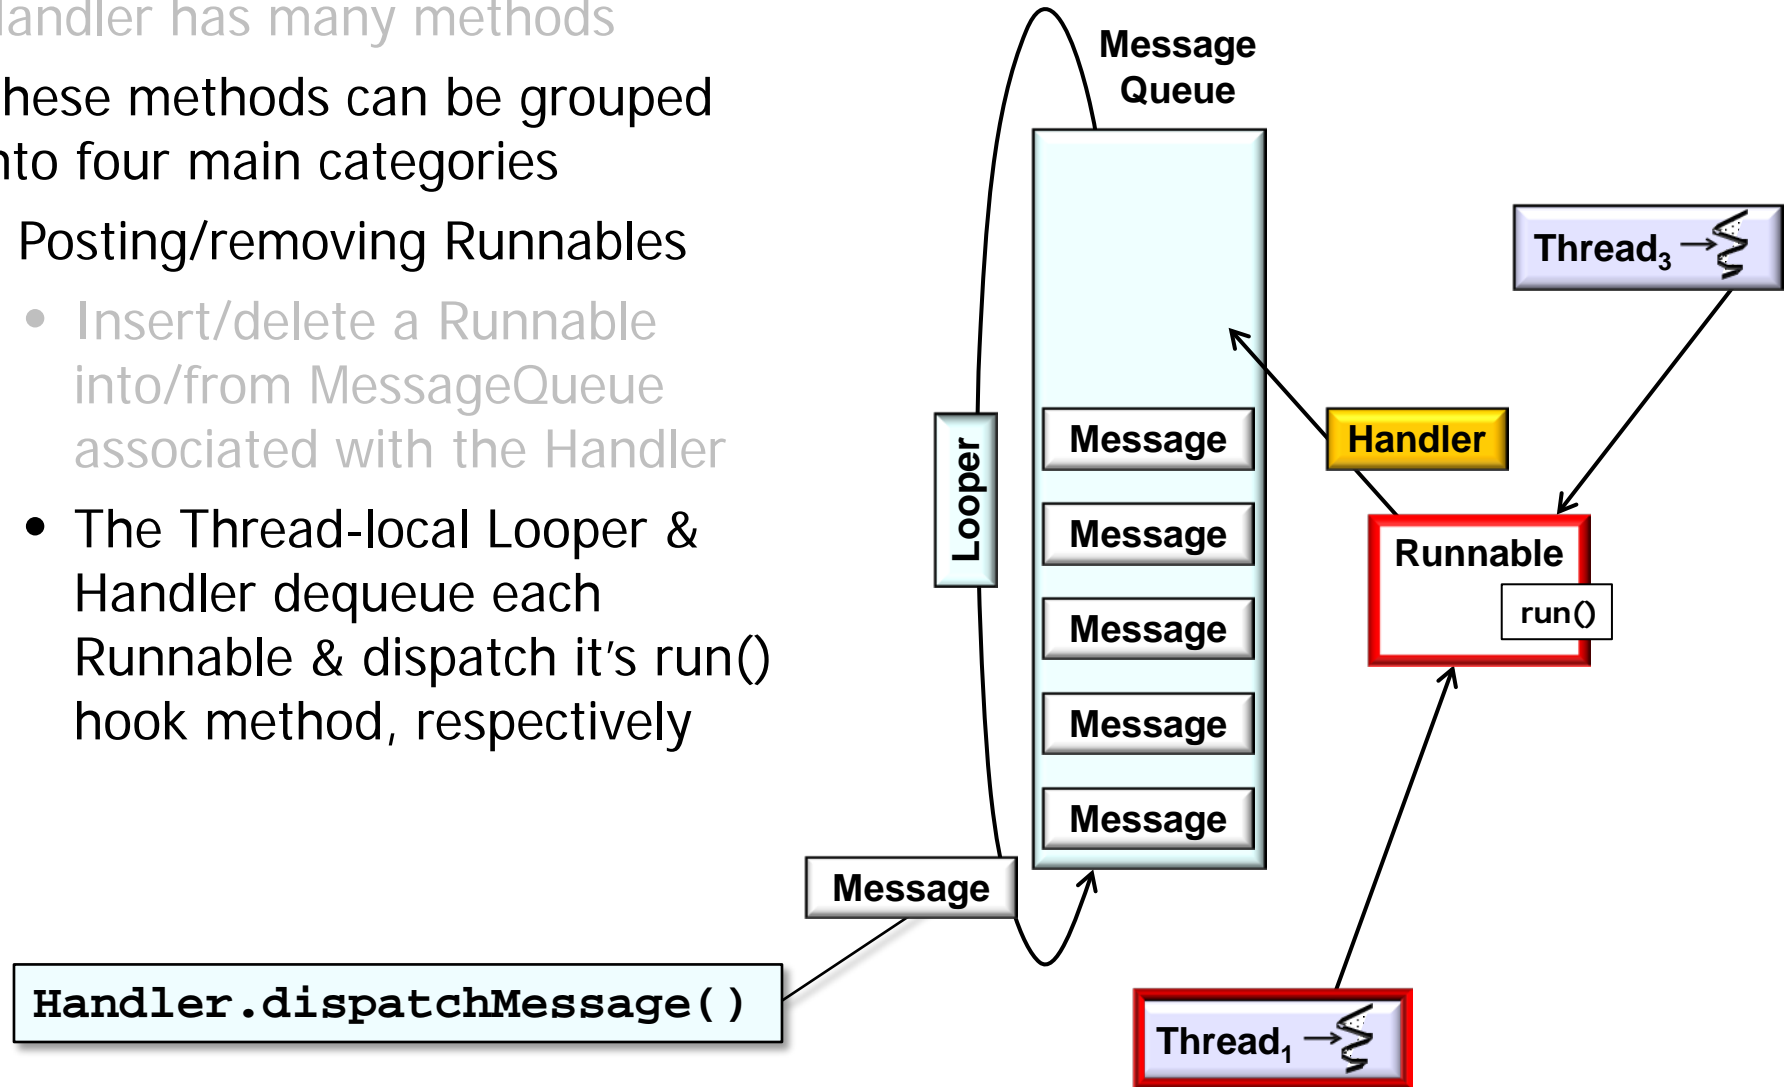 andler has many methods
hese methods can be grouped
nto four main categories
Posting/removing Runnables
• Insert/delete a Runnable
into/from MessageQueue
associated with the Handler
• The Thread-local Looper &
Handler dequeue each
Runnable & dispatch it’s run()
hook method, respectively
Message
Queue
Thread3
Looper
Message
Handler
Message
Runnable
run()
Message
Message
Message
Message
Handler.dispatchMessage()
Thread1